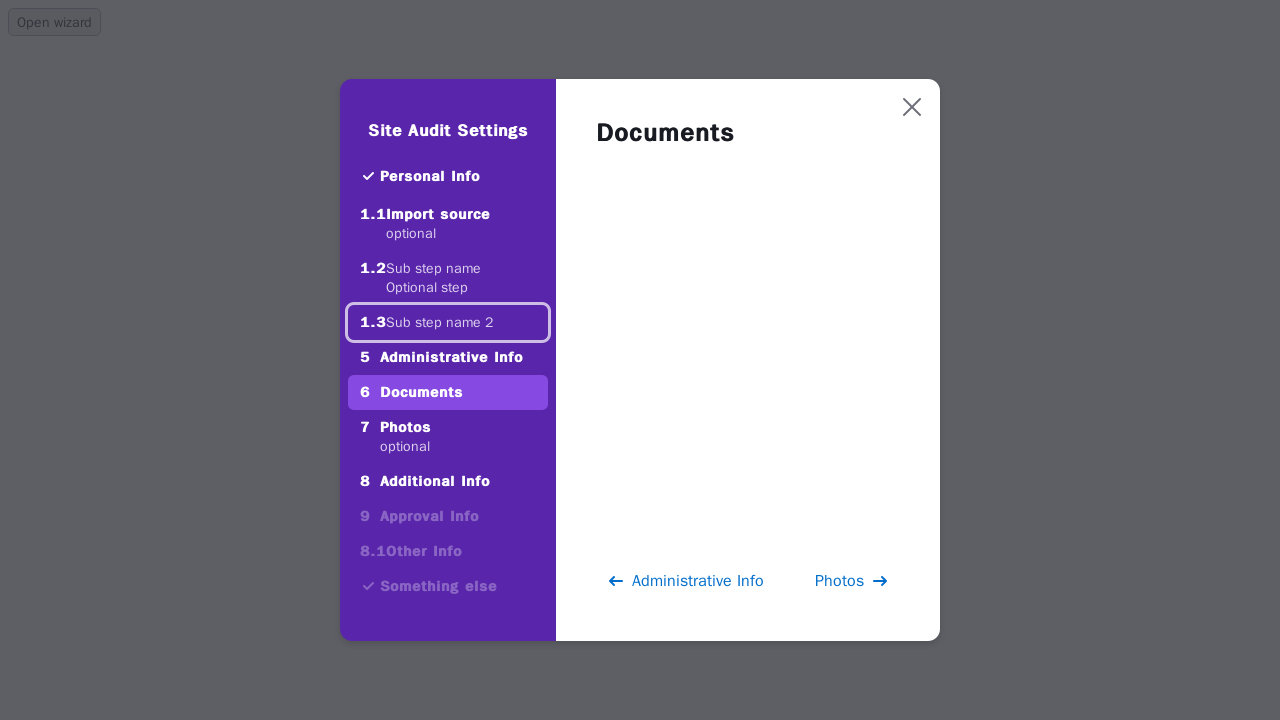 Open wizard
Site Audit Settings
Personal Info
1.1 Import source
optional
1.2 Sub step name
Optional step
1.3 Sub step name 2
5 Administrative Info
6 Documents
7 Photos
optional
8 Additional Info
9 Approval Info
8.1 Other Info
Something else
Documents
Administrative Info
Photos